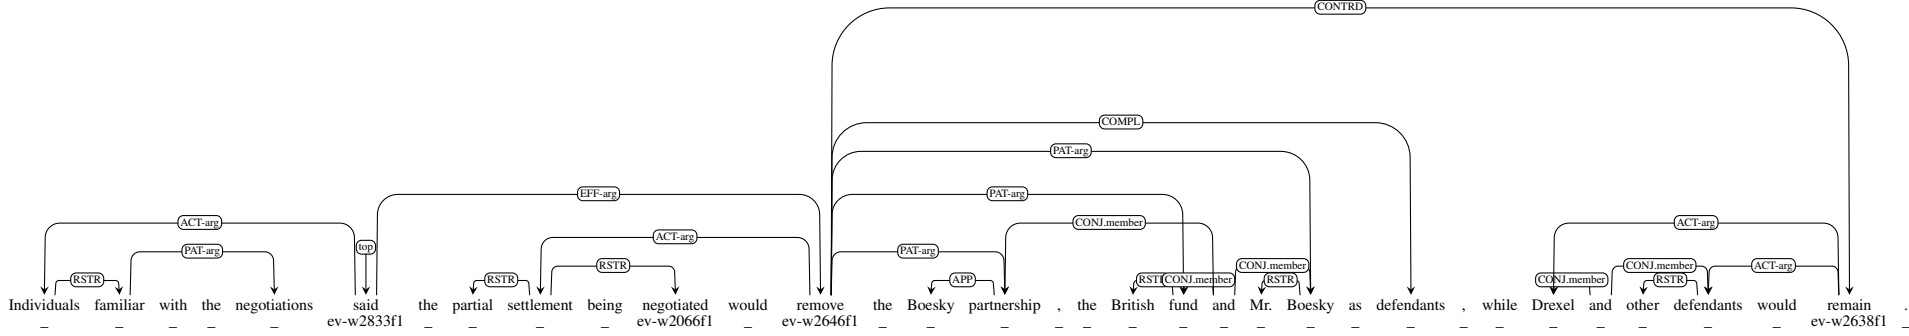 CONTRD
COMPL
PAT-arg
EFF-arg PAT-arg
ACT-arg CONJ.member ACT-arg
top ACT-arg
PAT-arg PAT-arg
RSTR CONJ.member CONJ.member ACT-arg
RSTR RSTR APP CONJ.member RSTR CONJ.member RSTR
Individuals familiar with the negotiations said the partial settlement being negotiated would remove the Boesky partnership , the British fund and Mr. Boesky as defendants , while Drexel and other defendants would remain .
_ _ _ _ _ ev-w2833f1 _ _ _ _ ev-w2066f1 _ ev-w2646f1 _ _ _ _ _ _ _ _ _ _ _ _ _ _ _ _ _ _ _ ev-w2638f1 _